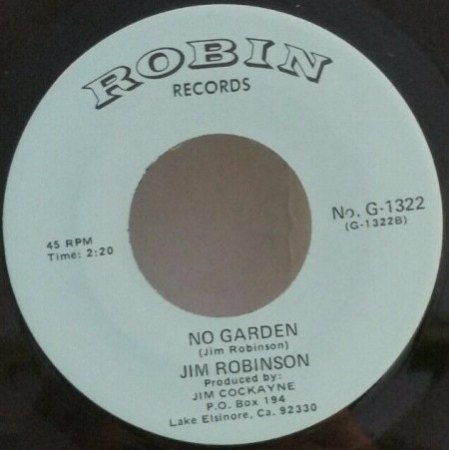 ROBIN
RECORDS
No. G-1322
(G-1322B)
45 RPM
Time: 2:20
NO GARDEN
(Jim Robinson)
JIM ROBINSON
Produced by:
JIM COCKAYNE
P.O. Box 194
Lake Elsinore, Ca. 92330